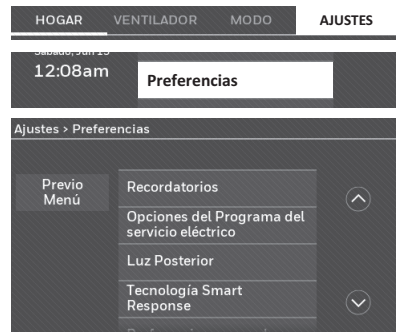 HOGAR VENTILADOR MODO AJUSTES
12:08am
Preferencias
Ajustes > Preferencias
Previo
Menú
Recordatorios
Opciones del Programa del
servicio eléctrico
Luz Posterior
Tecnología Smart
Response